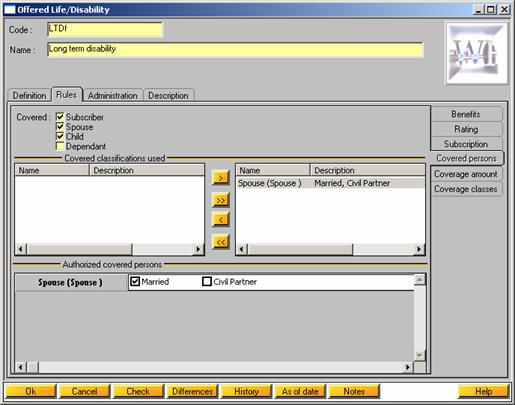 Offered Life/Disability
Code : LTDf
Name : Long term disability
Definition Rules Administration Description
Covered : Subscriber
Spouse
Child
Dependant
Benefits
Rating
Subscription
Covered persons
Coverage amount
Coverage classes
Covered classifications used
Name Description Name Description
> Spouse (Spouse ) Married, Civil Partner
>>
<
<<
Authorized covered persons
Spouse (Spouse ) Married Civil Partner
Ok Cancel Check Differences History As of date Notes Help